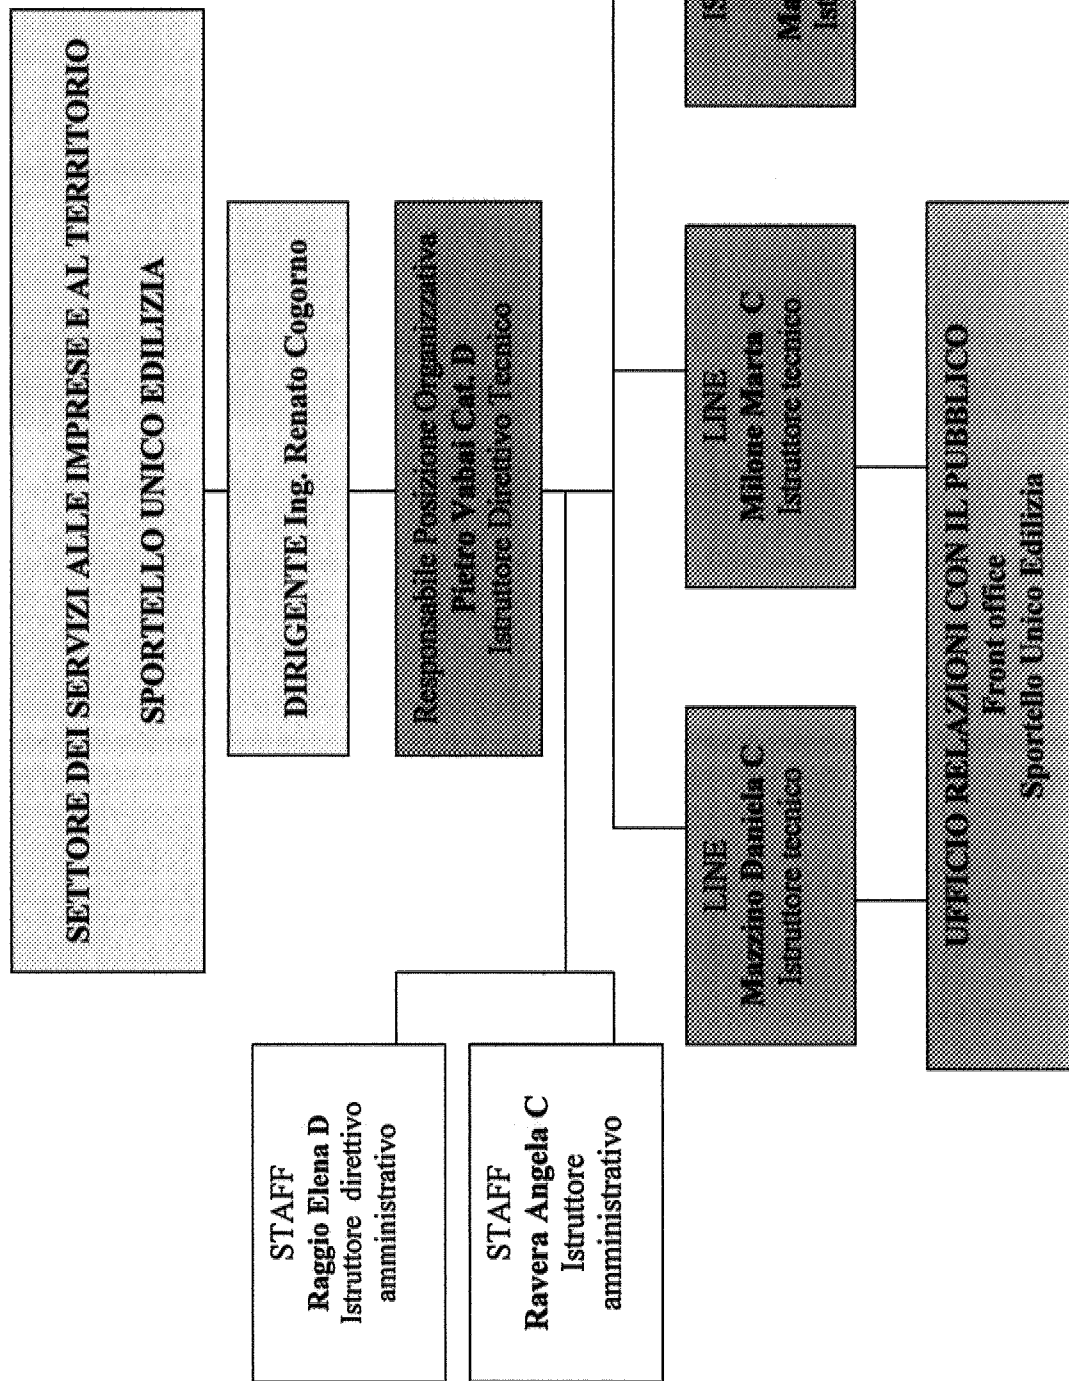 SETTORE DEI SERVIZI ALLE IMPRESE E AL TERRITORIO
SPORTELLO UNICO EDILIZIA
DIRIGENTE Ing. Renato Cogorno
Responsabile Posizione Organizzativa
Pietro Vabai Cat. D
Istrutore Direttivo Tecnico
STAFF
Raggio Elena D
Istruttore direttivo
amministrativo
STAFF
Ravera Angela C
Istruttore
amministrativo
LINE
Mazzino Daniela C
Istruttore tecnico
LINE
Milone Marta C
Istruttore tecnico
UFFICIO RELAZIONI CON IL PUBBLICO
Front office
Sportello Unico Edilizia